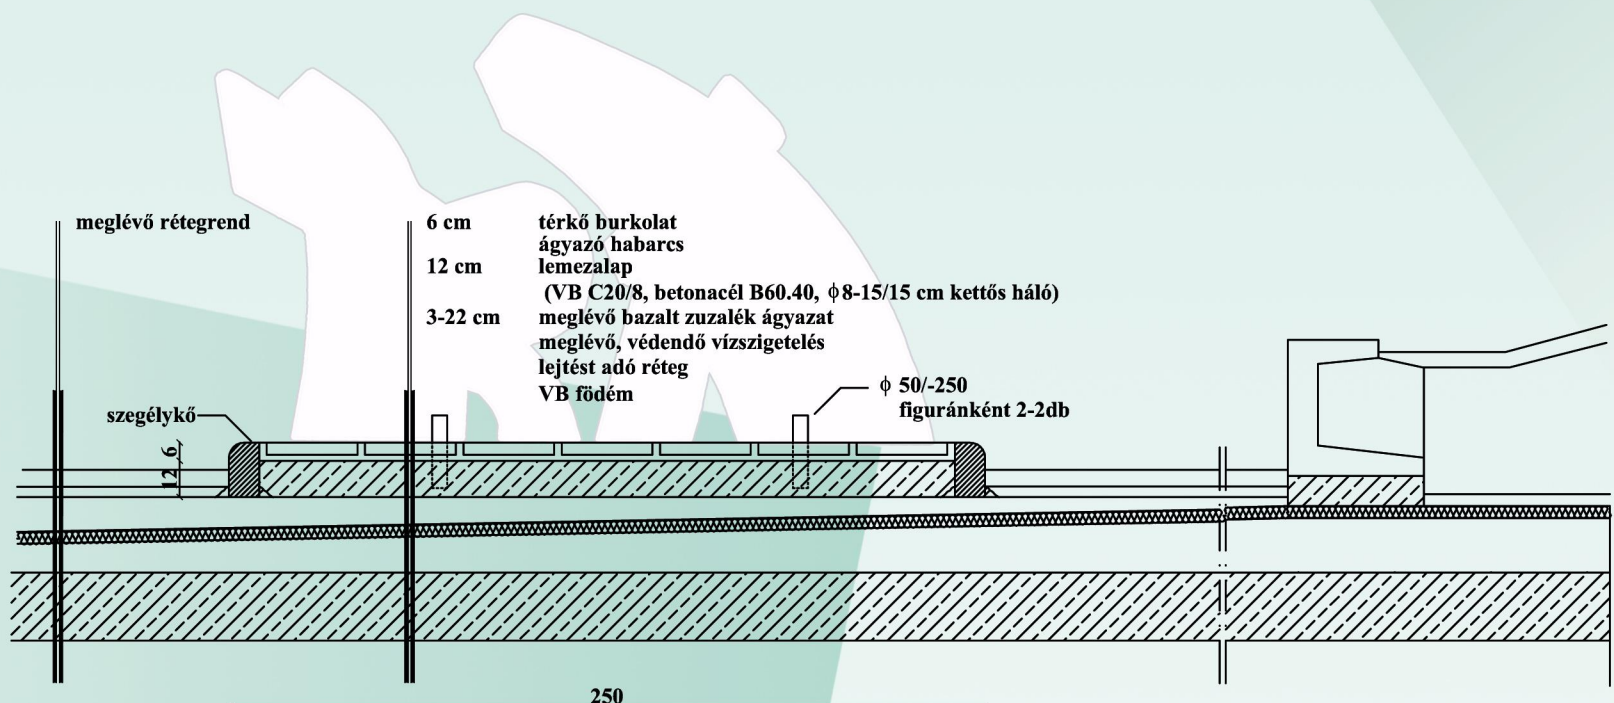 meglévő rétegrend
6 cm térkő burkolat
ágyazó habarcs
12 cm lemezalap
(VB C20/8, betonacél B60.40, ϕ8-15/15 cm kettős háló)
3-22 cm meglévő bazalt zuzalék ágyazat
meglévő, védendő vízszigetelés
lejtést adó réteg
VB födém
ϕ 50/-250
figuránként 2-2db
szegélykő
6
12
250